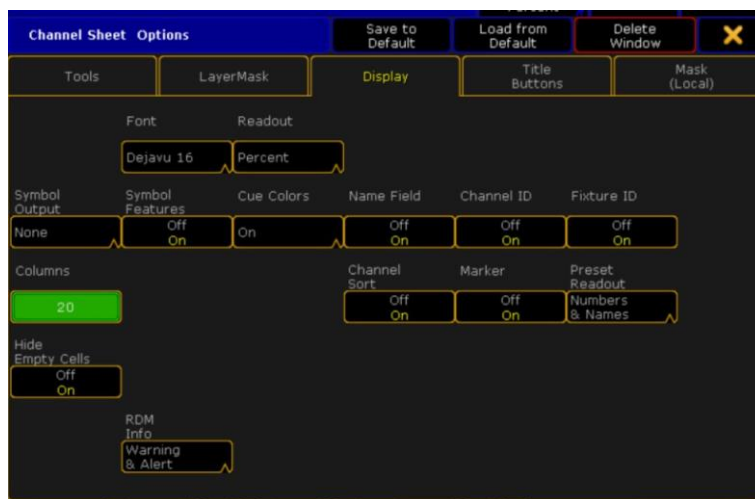 Percent
Channel Sheet Options
Save to
Default
Load from
Default
Delete
Window
Tools
LayerMask
Display
Title
Buttons
Mask
(Local)
Font
Readout
Dejavu 16
Percent
Symbol
Output
Symbol
Features
Cue Colors
Name Field
Channel ID
Fixture ID
None
Off
On
On
Off
On
Off
On
Off
On
Columns
Channel
Sort
Marker
Preset
Readout
20
Off
On
Off
On
Numbers
& Names
Hide
Empty Cells
Off
On
RDM
Info
Warning
& Alert